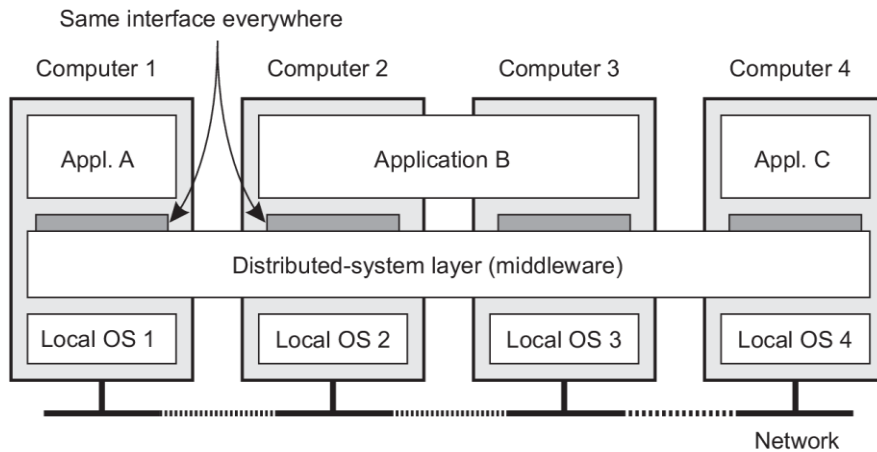 Same interface everywhere
Computer 1
Computer 2
Computer 3
Computer 4
Appl. A
Application B
Appl. C
Distributed-system layer (middleware)
Local OS 1
Local OS 2
Local OS 3
Local OS 4
Network